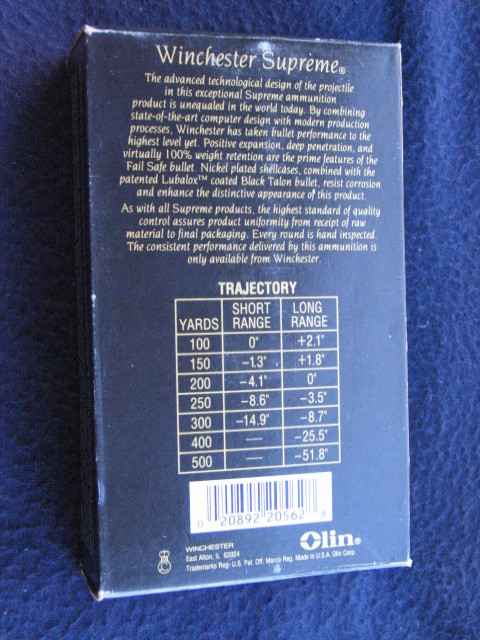 Winchester Supreme®
The advanced technological design of the projectile
in this exceptional Supreme ammunition
product is unequaled in the world today. By combining
state-of-the-art computer design with modern production
processes, Winchester has taken bullet performance to the
highest level yet. Positive expansion, deep penetration, and
virtually 100% weight retention are the prime features of the
Fail Safe bullet. Nickel plated shellcases, combined with the
patented Lubalox™ coated Black Talon bullet, resist corrosion
and enhance the distinctive appearance of this product.
As with all Supreme products, the highest standard of quality
control assures product uniformity from receipt of raw
material to final packaging. Every round is hand inspected.
The consistent performance delivered by this ammunition is
only available from Winchester.
TRAJECTORY
YARDS SHORT RANGE LONG RANGE
100 0" +2.1"
150 -1.3" +1.8"
200 -4.1" 0"
250 -8.6" -3.5"
300 -14.9" -8.7"
400 — -25.5"
500 — -51.8"
0 20892 20562 8
WINCHESTER
East Alton, IL 62024
Trademarks Reg. U.S. Pat. Off. Marca Reg. Made in U.S.A. Olin Corp.
Olin®